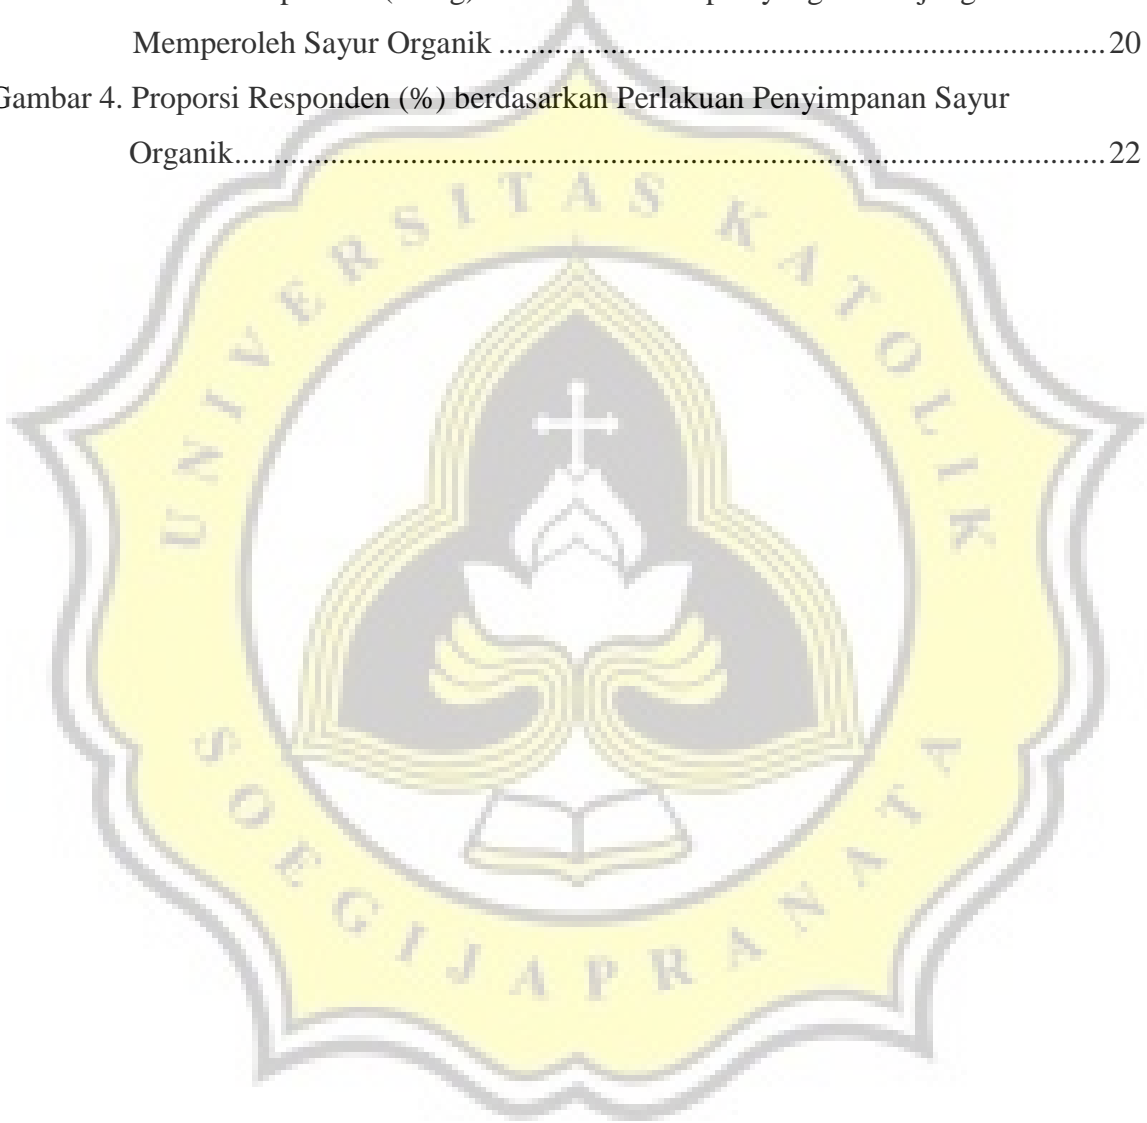 Memperoleh Sayur Organik ............................................................................. 20
Gambar 4. Proporsi Responden (%) berdasarkan Perlakuan Penyimpanan Sayur
Organik............................................................................................................... 22
UNIVERSITAS KATOLIK
SOEGIJAPRANATA